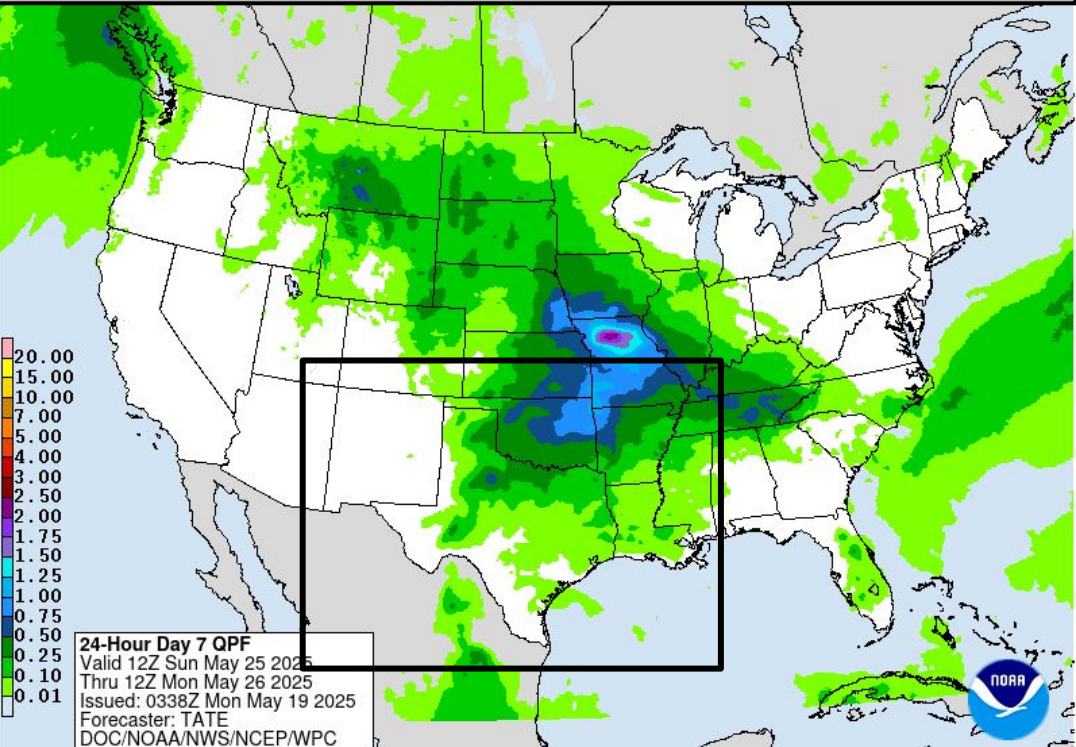 20.00
15.00
10.00
7.00
5.00
4.00
3.00
2.50
2.00
1.75
1.50
1.25
1.00
0.75
0.50
0.25
0.10
0.01
24-Hour Day 7 QPF
Valid 12Z Sun May 25 2025
Thru 12Z Mon May 26 2025
Issued: 0338Z Mon May 19 2025
Forecaster: TATE
DOC/NOAA/NWS/NCEP/WPC
NOAA